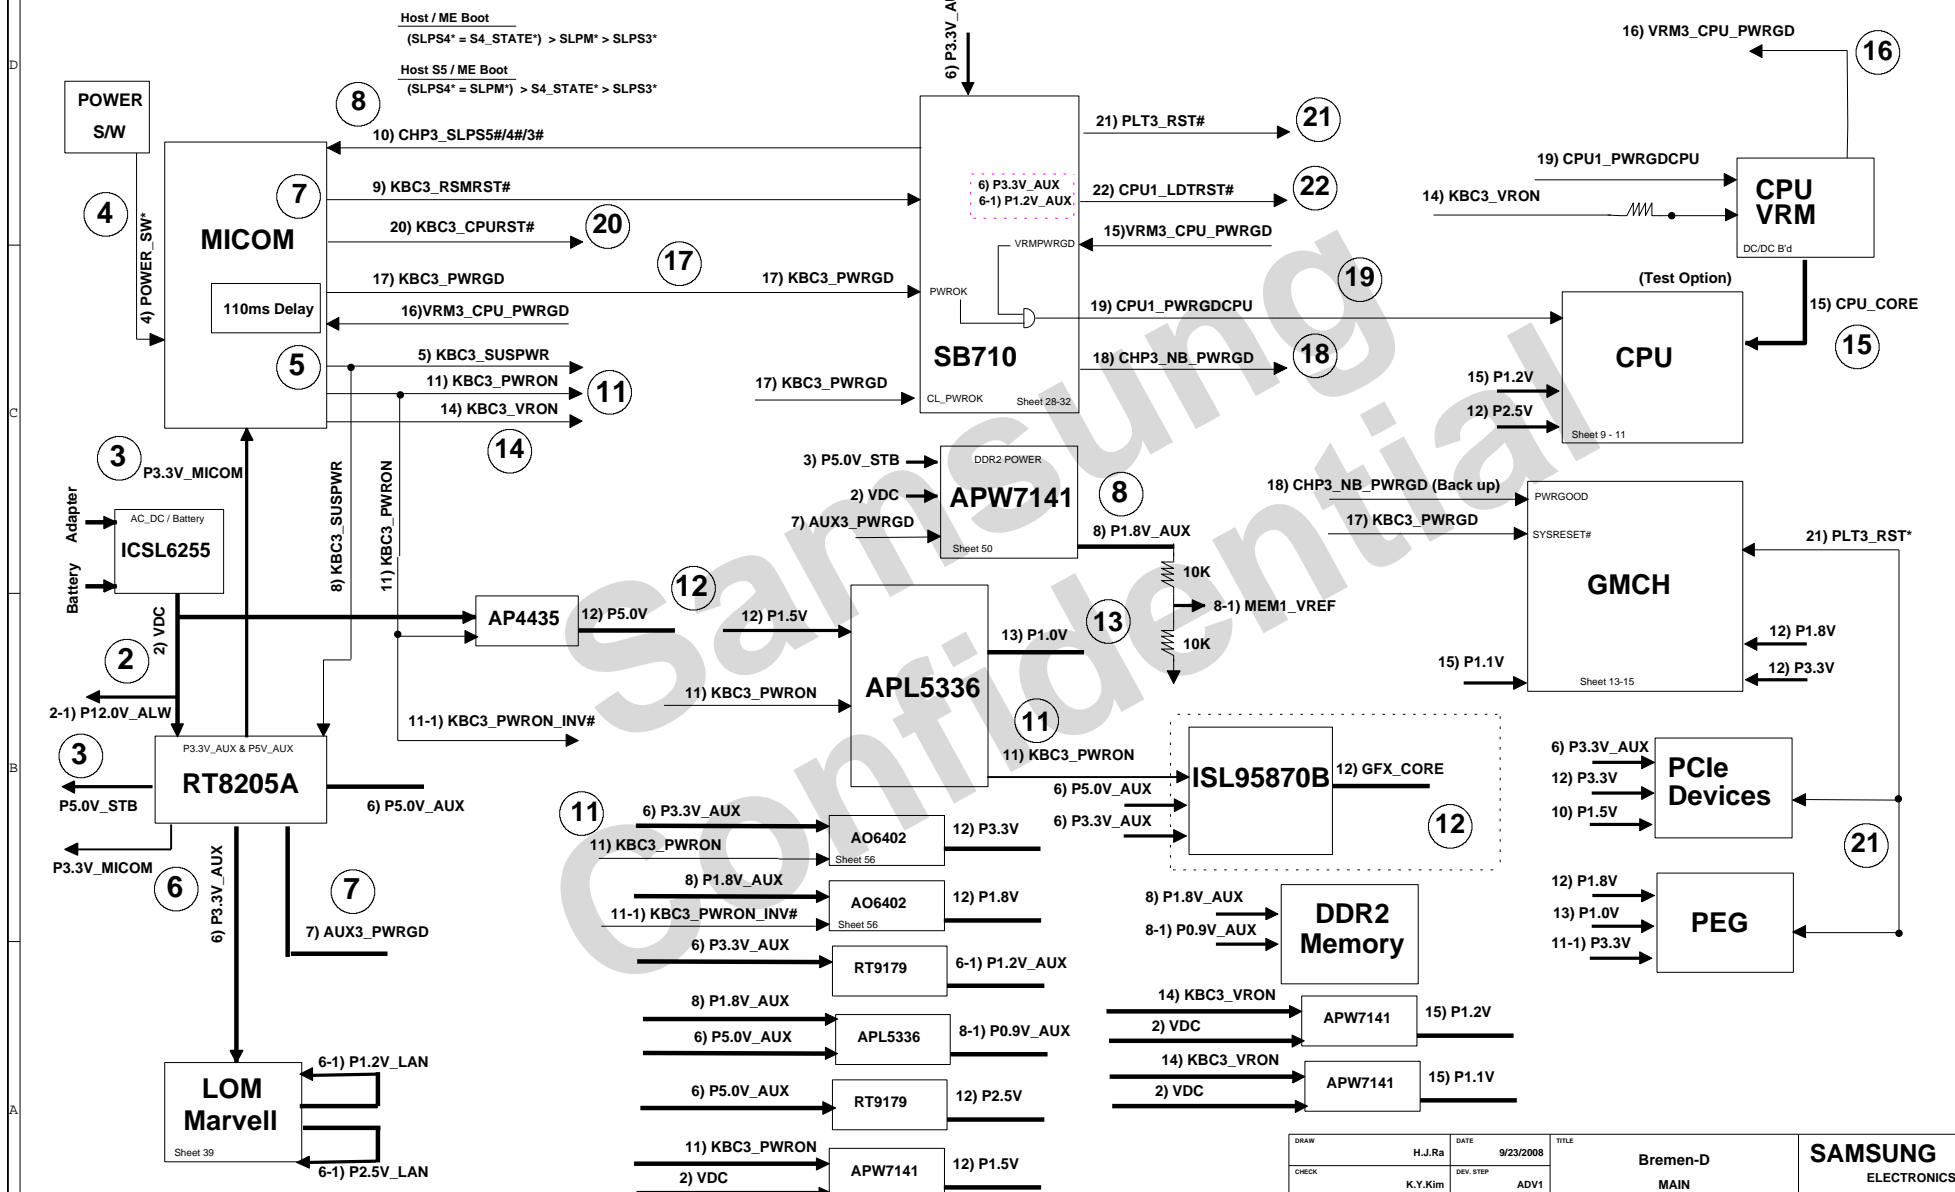 Host / ME Boot
(SLPS4* = S4_STATE*) > SLPM* > SLPS3*
Host S5 / ME Boot
(SLPS4* = SLPM*) > S4_STATE* > SLPS3*
D
C
B
A
POWER
S/W
4
4) POWER_SW*
8
10) CHP3_SLPS5#/4#/3#
7
9) KBC3_RSMRST#
MICOM
20) KBC3_CPURST#
20
17) KBC3_PWRGD
17
17) KBC3_PWRGD
110ms Delay
16)VRM3_CPU_PWRGD
5
5) KBC3_SUSPWR
11) KBC3_PWRON
11
14) KBC3_VRON
14
6) P3.3V_A
6) P3.3V_AUX
6-1) P1.2V_AUX
VRMPWRGD
PWROK
SB710
17) KBC3_PWRGD
CL_PWROK
Sheet 28-32
21) PLT3_RST#
21
22) CPU1_LDTRST#
22
15)VRM3_CPU_PWRGD
19
19) CPU1_PWRGDCPU
18) CHP3_NB_PWRGD
18
16) VRM3_CPU_PWRGD
16
19) CPU1_PWRGDCPU
14) KBC3_VRON
CPU
VRM
DC/DC B'd
(Test Option)
15) CPU_CORE
15
CPU
15) P1.2V
12) P2.5V
Sheet 9 - 11
3
P3.3V_MICOM
Adapter
Battery
AC_DC / Battery
ICSL6255
2) VDC
2
2-1) P12.0V_ALW
8) KBC3_SUSPWR
11) KBC3_PWRON
AP4435
12) P5.0V
12
11-1) KBC3_PWRON_INV#
3
P5.0V_STB
P3.3V_AUX & P5V_AUX
RT8205A
6) P5.0V_AUX
P3.3V_MICOM
6
6) P3.3V_AUX
7
7) AUX3_PWRGD
LOM
Marvell
Sheet 39
6-1) P1.2V_LAN
6-1) P2.5V_LAN
3) P5.0V_STB
2) VDC
7) AUX3_PWRGD
DDR2 POWER
APW7141
Sheet 50
8
8) P1.8V_AUX
10K
8-1) MEM1_VREF
10K
12) P1.5V
11) KBC3_PWRON
APL5336
13) P1.0V
13
11
11) KBC3_PWRON
6) P5.0V_AUX
6) P3.3V_AUX
ISL95870B
12) GFX_CORE
12
18) CHP3_NB_PWRGD (Back up)
17) KBC3_PWRGD
PWRGOOD
SYSRESET#
GMCH
15) P1.1V
Sheet 13-15
21) PLT3_RST*
12) P1.8V
12) P3.3V
6) P3.3V_AUX
12) P3.3V
10) P1.5V
PCIe
Devices
21
12) P1.8V
13) P1.0V
11-1) P3.3V
PEG
11
6) P3.3V_AUX
11) KBC3_PWRON
AO6402
Sheet 56
12) P3.3V
8) P1.8V_AUX
11-1) KBC3_PWRON_INV#
AO6402
Sheet 56
12) P1.8V
6) P3.3V_AUX
RT9179
6-1) P1.2V_AUX
8) P1.8V_AUX
6) P5.0V_AUX
APL5336
8-1) P0.9V_AUX
6) P5.0V_AUX
RT9179
12) P2.5V
11) KBC3_PWRON
2) VDC
APW7141
12) P1.5V
8) P1.8V_AUX
8-1) P0.9V_AUX
DDR2
Memory
14) KBC3_VRON
2) VDC
APW7141
15) P1.2V
14) KBC3_VRON
2) VDC
APW7141
15) P1.1V
Samsung
Confidential
DRAW
H.J.Ra
DATE
9/23/2008
TITLE
Bremen-D
MAIN
SAMSUNG
ELECTRONICS
CHECK
K.Y.Kim
DEV. STEP
ADV1